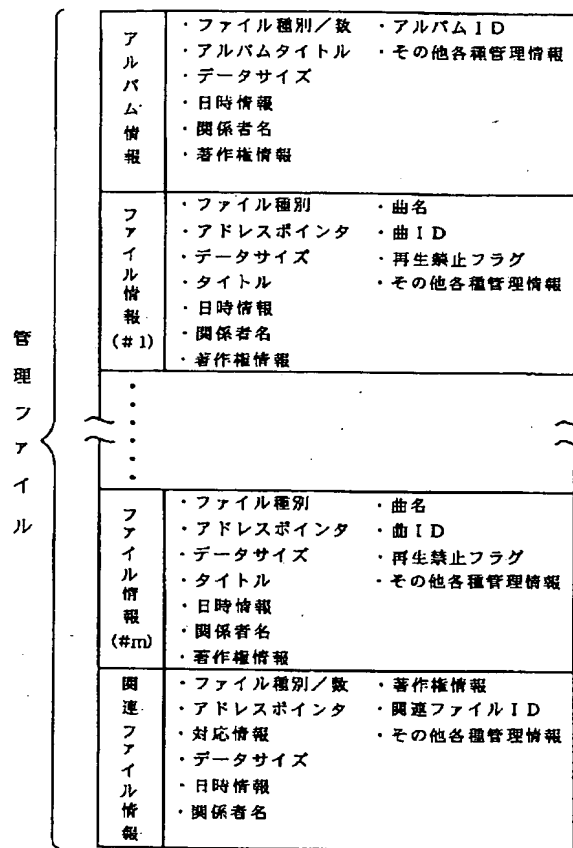 管理ファイル
アルバム情報
・ファイル種別／数 ・アルバムＩＤ
・アルバムタイトル ・その他各種管理情報
・データサイズ
・日時情報
・関係者名
・著作権情報
ファイル情報(＃1)
・ファイル種別 ・曲名
・アドレスポインタ ・曲ＩＤ
・データサイズ ・再生禁止フラグ
・タイトル ・その他各種管理情報
・日時情報
・関係者名
・著作権情報
ファイル情報(#m)
・ファイル種別 ・曲名
・アドレスポインタ ・曲ＩＤ
・データサイズ ・再生禁止フラグ
・タイトル ・その他各種管理情報
・日時情報
・関係者名
・著作権情報
関連ファイル情報
・ファイル種別／数 ・著作権情報
・アドレスポインタ ・関連ファイルＩＤ
・対応情報 ・その他各種管理情報
・データサイズ
・日時情報
・関係者名